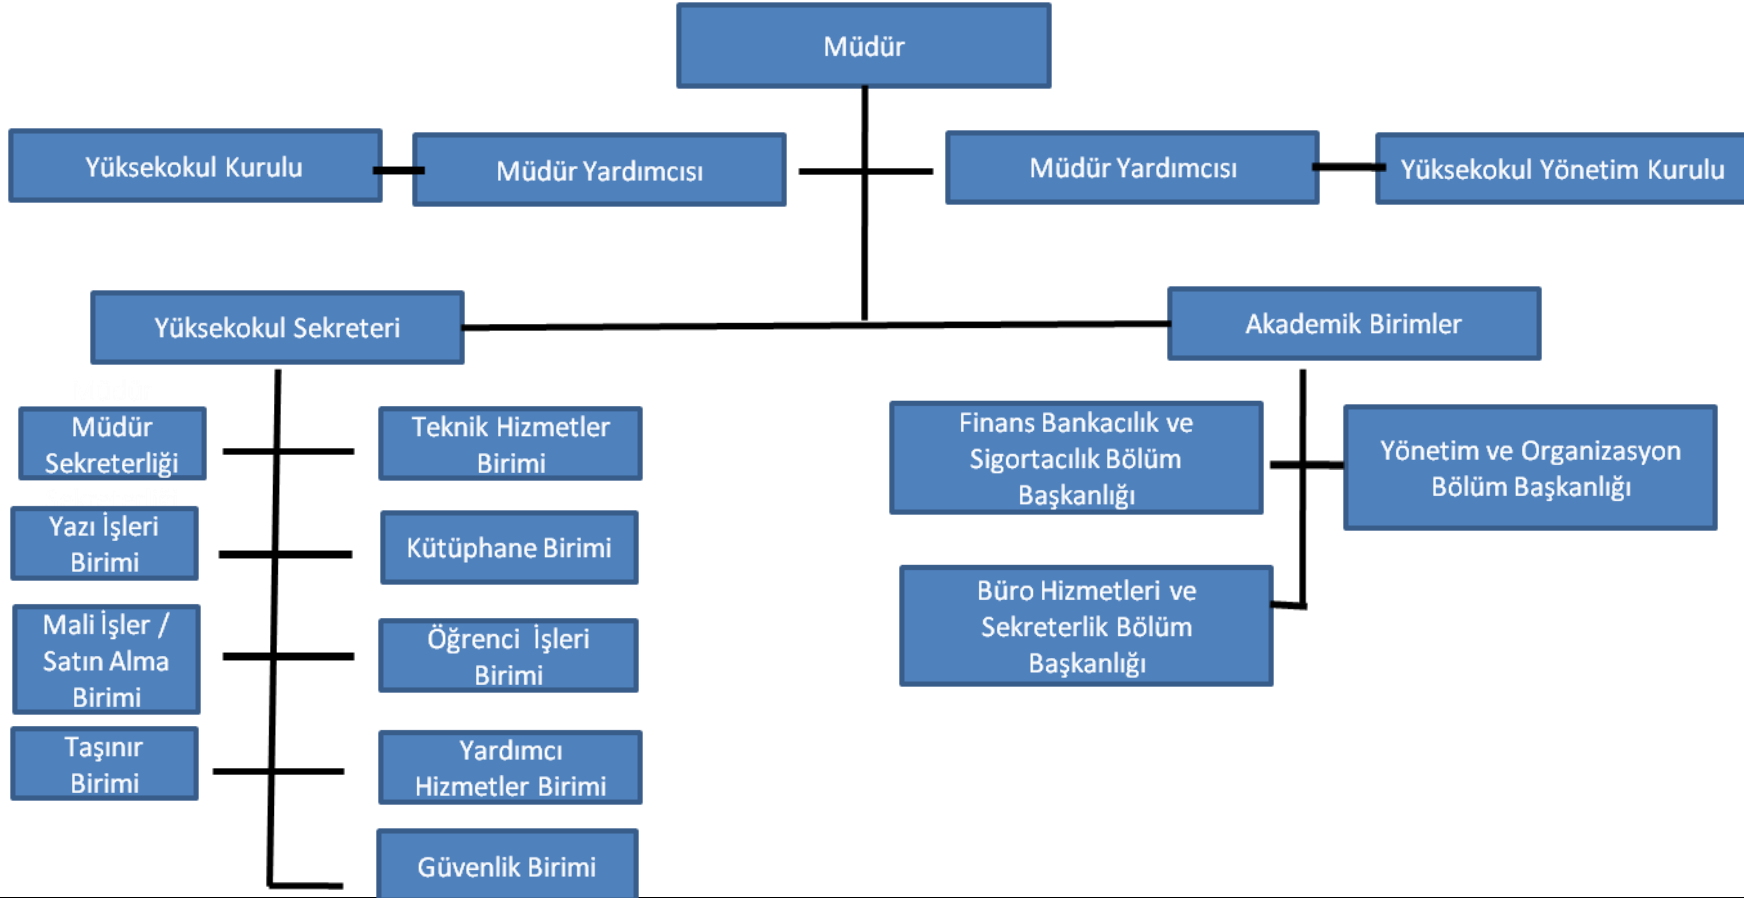 Müdür
Yüksekokul Kurulu
Müdür Yardımcısı
Müdür Yardımcısı
Yüksekokul Yönetim Kurulu
Yüksekokul Sekreteri
Akademik Birimler
Müdür
Sekreterliği
Teknik Hizmetler
Birimi
Yazı İşleri
Birimi
Kütüphane Birimi
Mali İşler /
Satın Alma
Birimi
Öğrenci İşleri
Birimi
Taşınır
Birimi
Yardımcı
Hizmetler Birimi
Güvenlik Birimi
Finans Bankacılık ve
Sigortacılık Bölüm
Başkanlığı
Yönetim ve Organizasyon
Bölüm Başkanlığı
Büro Hizmetleri ve
Sekreterlik Bölüm
Başkanlığı